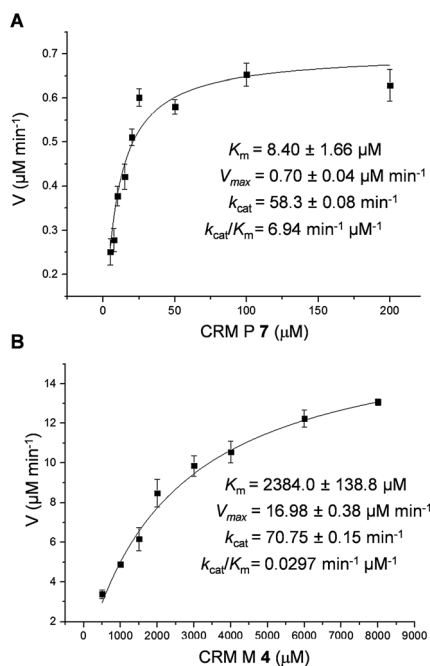 A
0.7
0.6
0.5
0.4
0.3
0.2
V (μM min⁻¹)
Km = 8.40 ± 1.66 μM
Vmax = 0.70 ± 0.04 μM min⁻¹
kcat = 58.3 ± 0.08 min⁻¹
kcat/Km = 6.94 min⁻¹ μM⁻¹
0 50 100 150 200
CRM P 7 (μM)
B
14
12
10
8
6
4
2
V (μM min⁻¹)
Km = 2384.0 ± 138.8 μM
Vmax = 16.98 ± 0.38 μM min⁻¹
kcat = 70.75 ± 0.15 min⁻¹
kcat/Km = 0.0297 min⁻¹ μM⁻¹
0 1000 2000 3000 4000 5000 6000 7000 8000 9000
CRM M 4 (μM)